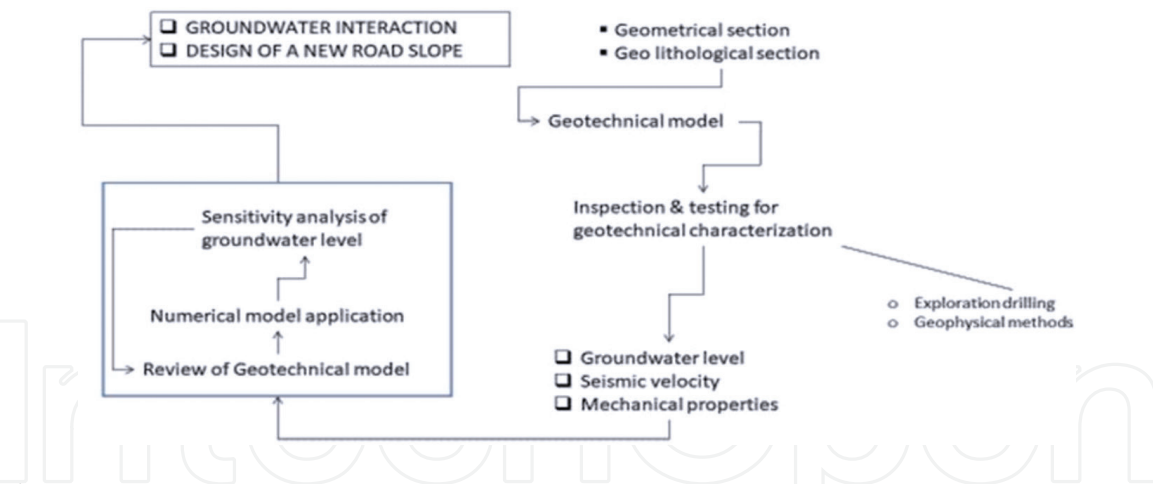 ❑ GROUNDWATER INTERACTION
❑ DESIGN OF A NEW ROAD SLOPE
▪ Geometrical section
▪ Geo lithological section
Geotechnical model
Inspection & testing for
geotechnical characterization
o Exploration drilling
o Geophysical methods
❑ Groundwater level
❑ Seismic velocity
❑ Mechanical properties
Sensitivity analysis of
groundwater level
Numerical model application
Review of Geotechnical model
IntechOpen